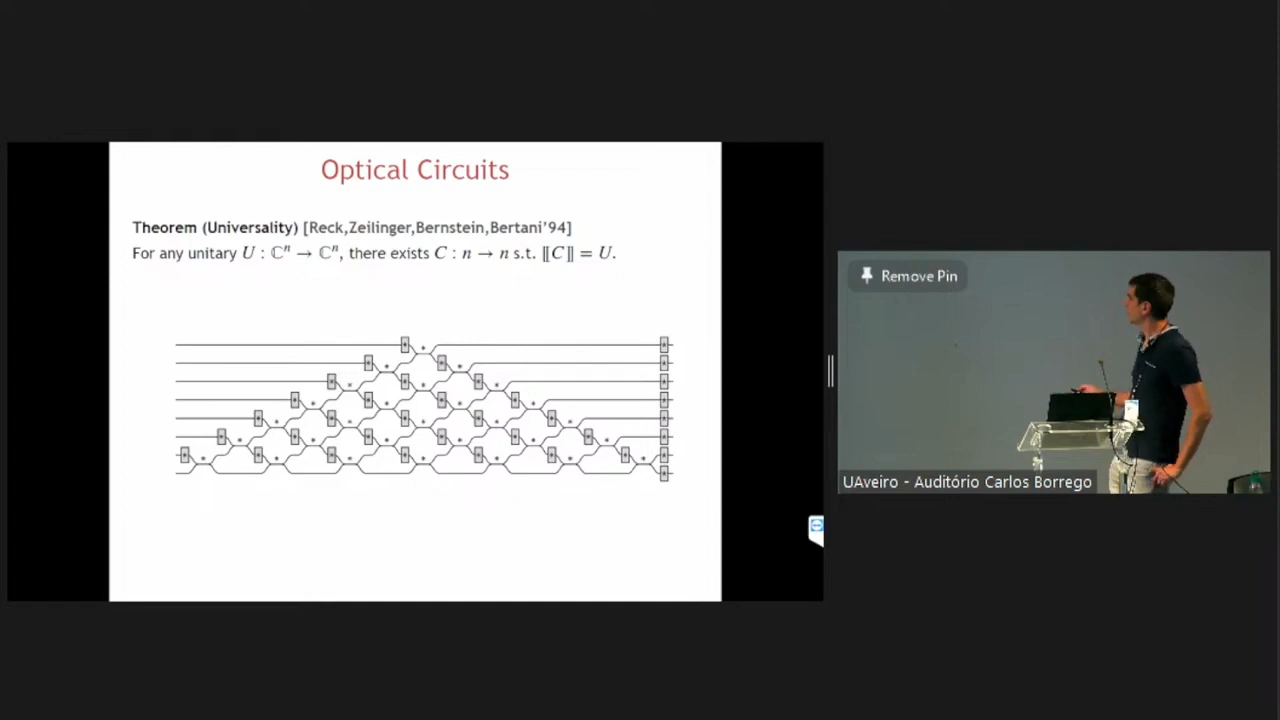 Optical Circuits
Theorem (Universality) [Reck,Zeilinger,Bernstein,Bertani'94]
For any unitary U : ℂⁿ → ℂⁿ, there exists C : n → n s.t. ⟦C⟧ = U.
Remove Pin
UAveiro - Auditório Carlos Borrego